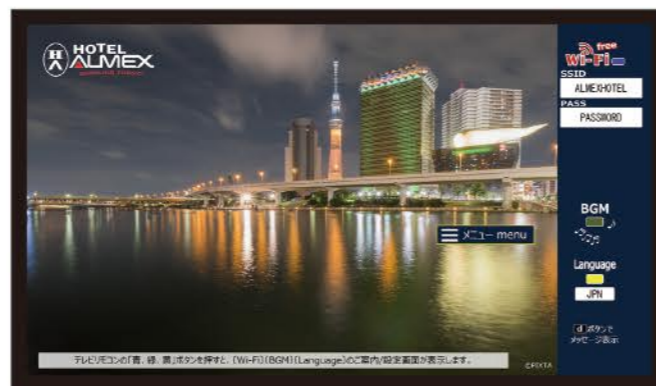 HOTEL
ALMEX
free
Wi-Fi
SSID
ALMEXHOTEL
PASS
PASSWORD
BGM
メニュー menu
Language
JPN
dボタンで
メッセージ表示
テレビリモコンの「青、緑、黄」ボタンを押すと、(Wi-Fi)(BGM)(Language)のご案内/設定画面が表示します。
©PIXTA